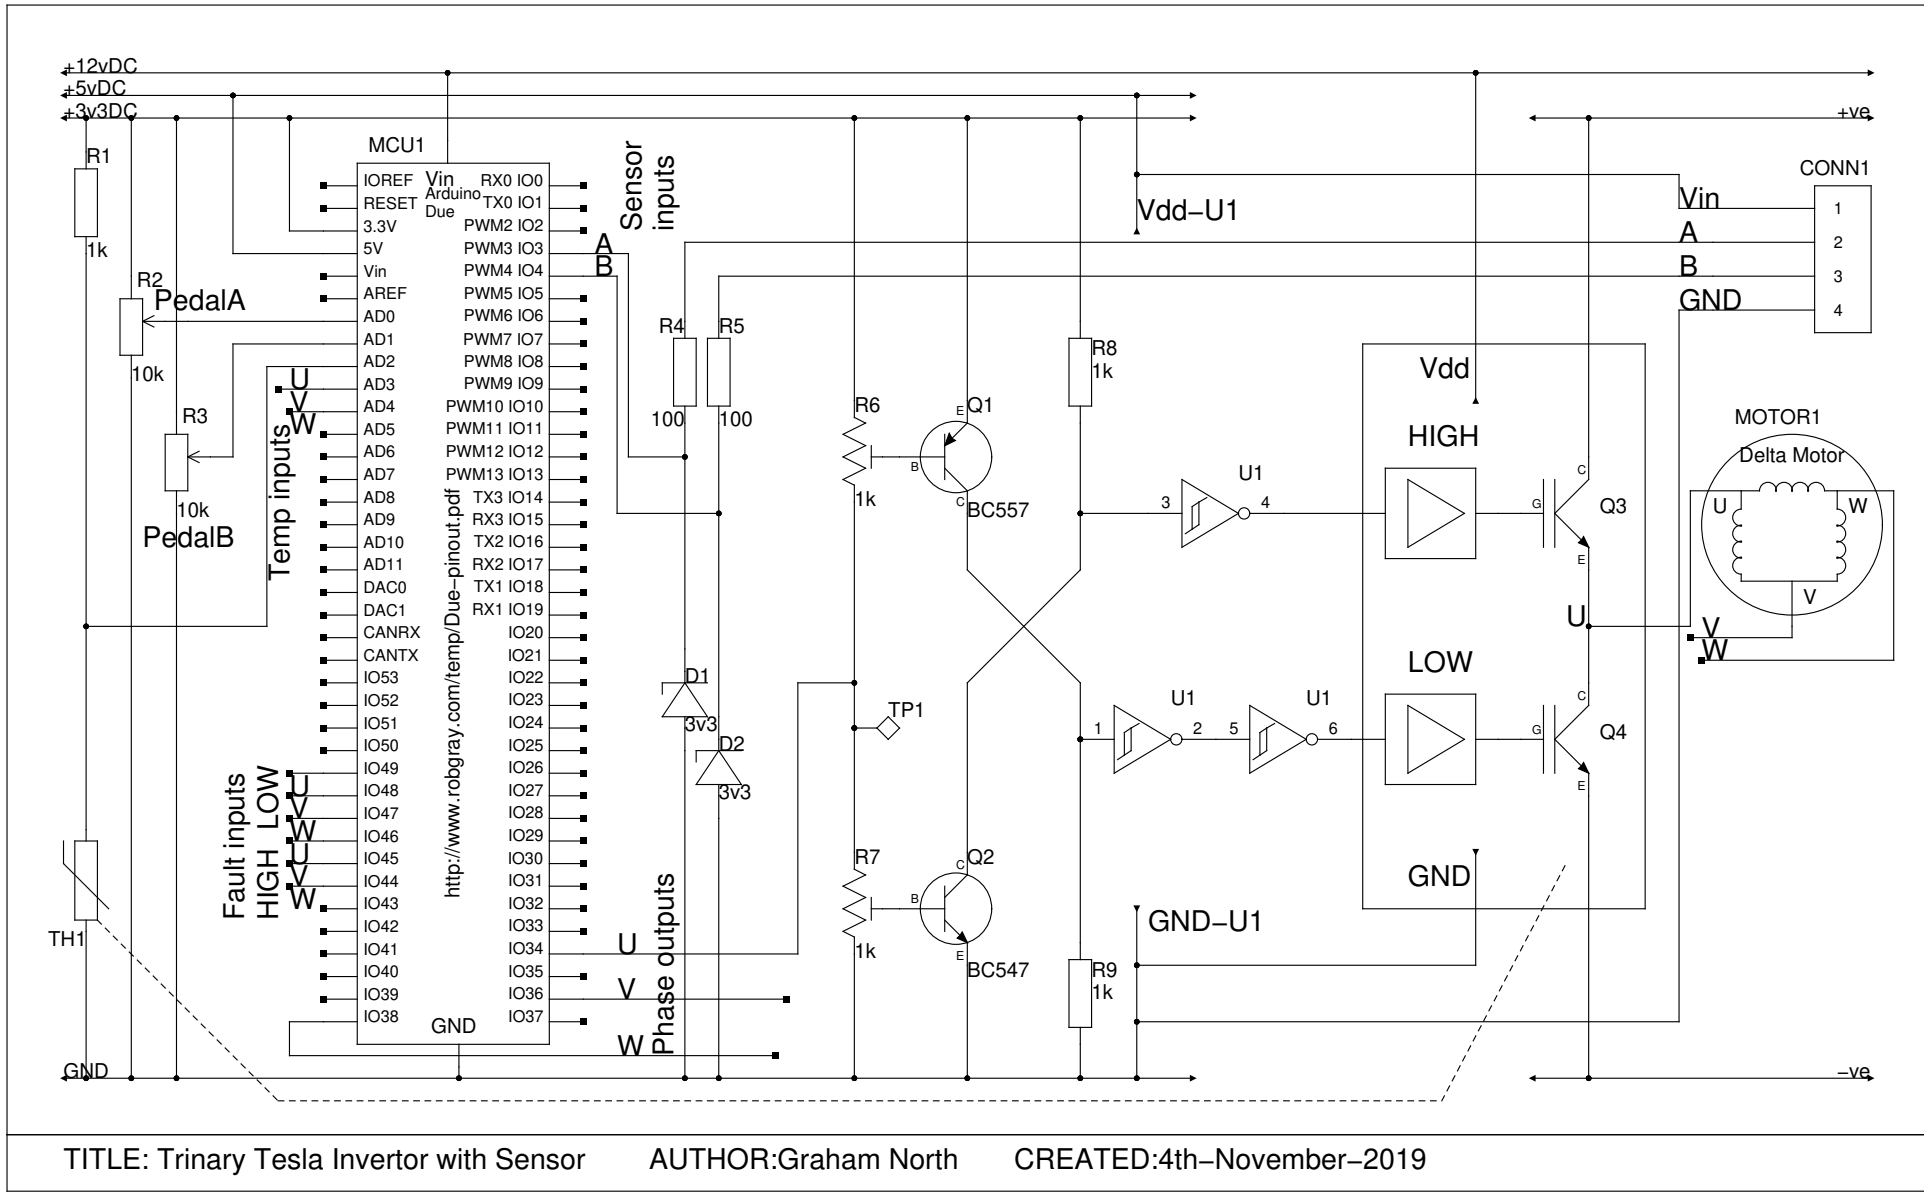 +12vDC
+5vDC
+3v3DC
+ve
R1
1k
R2
10k
PedalA
R3
10k
PedalB
Temp inputs
U
V
W
TH1
GND
Fault inputs
HIGH LOW
U
V
W
U
V
W
MCU1
Vin
Arduino
Due
http://www.robgray.com/temp/Due-pinout.pdf
IOREF
RESET
3.3V
5V
Vin
AREF
AD0
AD1
AD2
AD3
AD4
AD5
AD6
AD7
AD8
AD9
AD10
AD11
DAC0
DAC1
CANRX
CANTX
IO53
IO52
IO51
IO50
IO49
IO48
IO47
IO46
IO45
IO44
IO43
IO42
IO41
IO40
IO39
IO38
GND
RX0 IO0
TX0 IO1
PWM2 IO2
PWM3 IO3
PWM4 IO4
PWM5 IO5
PWM6 IO6
PWM7 IO7
PWM8 IO8
PWM9 IO9
PWM10 IO10
PWM11 IO11
PWM12 IO12
PWM13 IO13
TX3 IO14
RX3 IO15
TX2 IO16
RX2 IO17
TX1 IO18
RX1 IO19
IO20
IO21
IO22
IO23
IO24
IO25
IO26
IO27
IO28
IO29
IO30
IO31
IO32
IO33
IO34
IO35
IO36
IO37
Sensor
inputs
A
B
R4
100
R5
100
D1
3v3
D2
3v3
Phase outputs
U
V
W
R6
1k
TP1
R7
1k
Q1
E
B
C
BC557
Q2
C
B
E
BC547
R8
1k
R9
1k
Vdd-U1
GND-U1
3
U1
4
1
U1
2
5
U1
6
Vdd
HIGH
LOW
GND
G
C
E
Q3
U
G
C
E
Q4
CONN1
Vin
1
A
2
B
3
GND
4
MOTOR1
Delta Motor
U
W
V
V
W
-ve
TITLE: Trinary Tesla Invertor with Sensor AUTHOR:Graham North CREATED:4th-November-2019